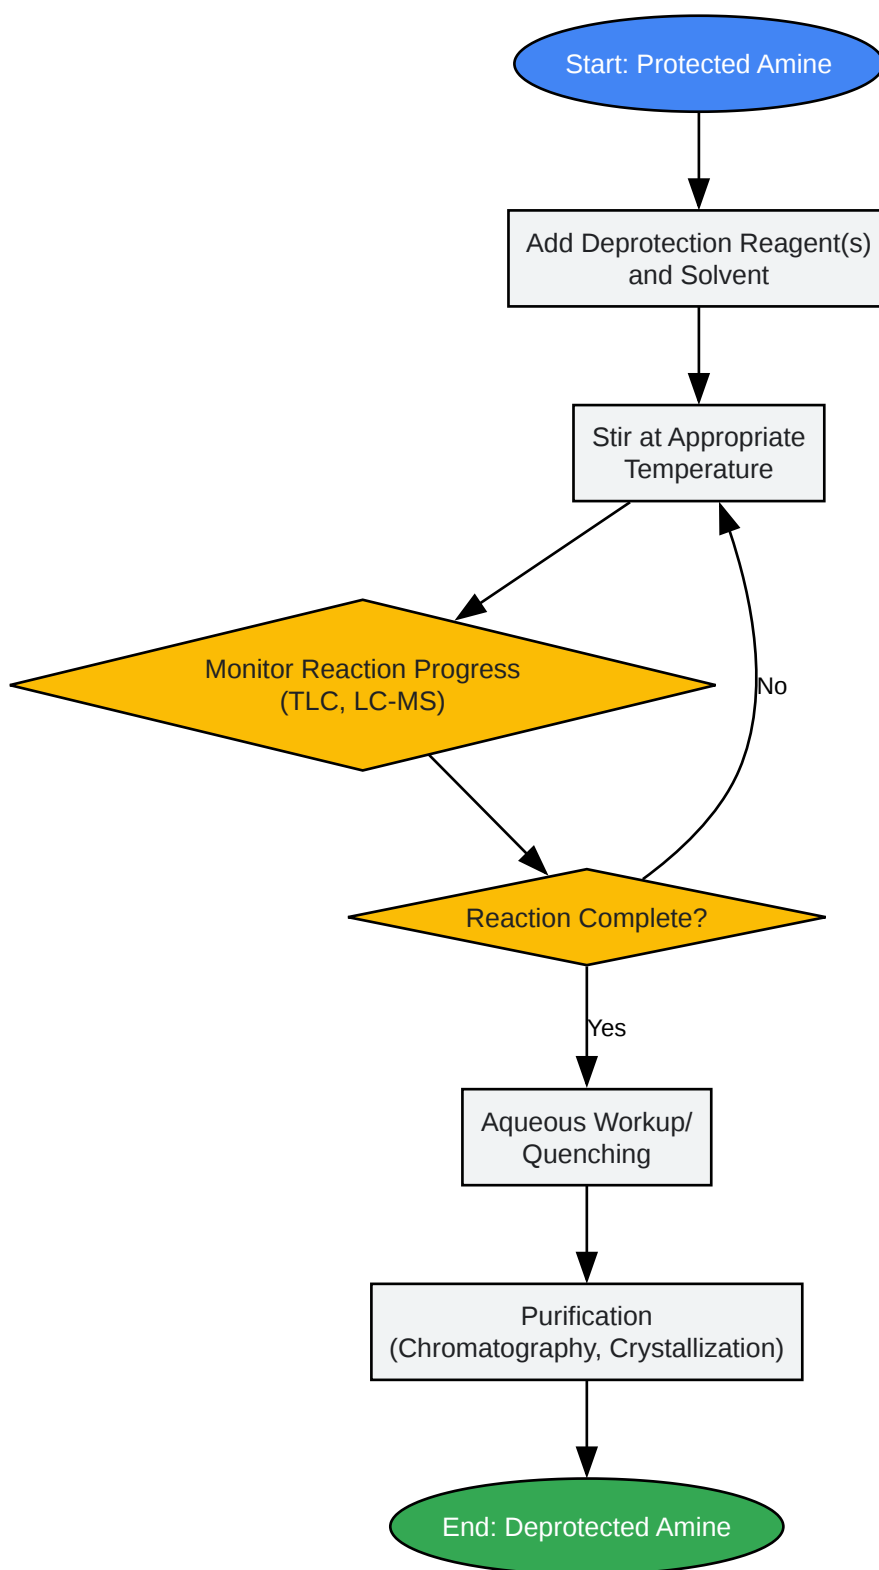 Start: Protected Amine
Add Deprotection Reagent(s)
and Solvent
Stir at Appropriate
Temperature
Monitor Reaction Progress
(TLC, LC-MS)
No
Reaction Complete?
Yes
Aqueous Workup/
Quenching
Purification
(Chromatography, Crystallization)
End: Deprotected Amine